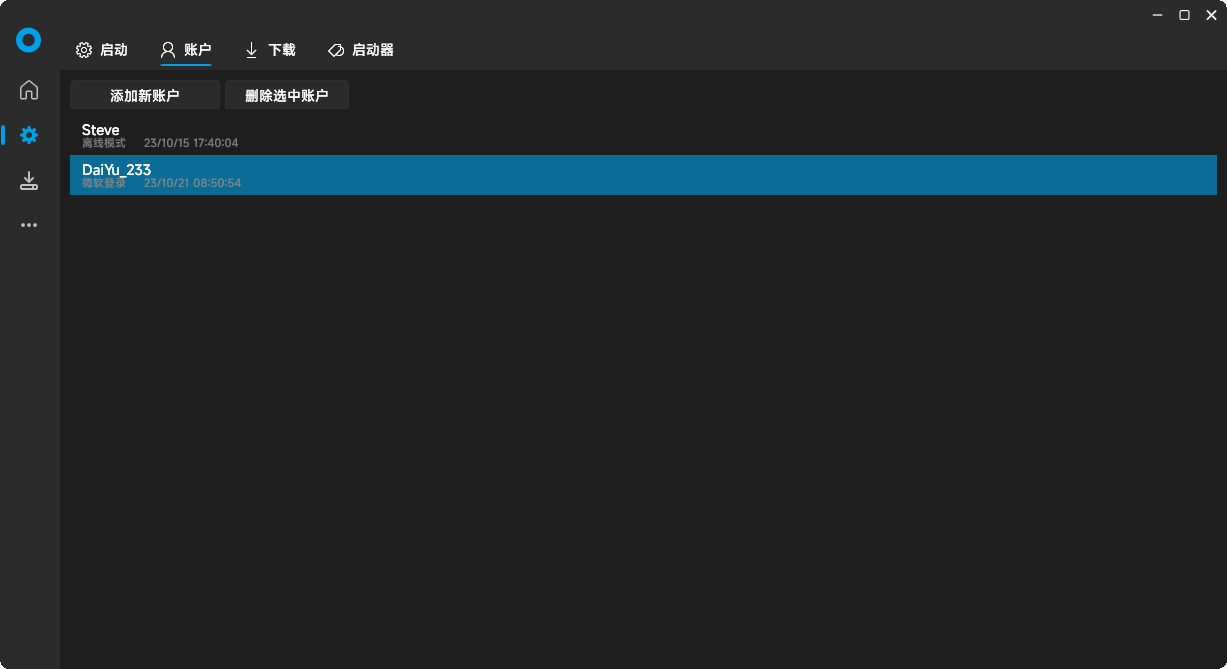 启动 账户 下载 启动器
添加新账户 删除选中账户
Steve
离线模式 23/10/15 17:40:04
DaiYu_233
微软登录 23/10/21 08:50:54